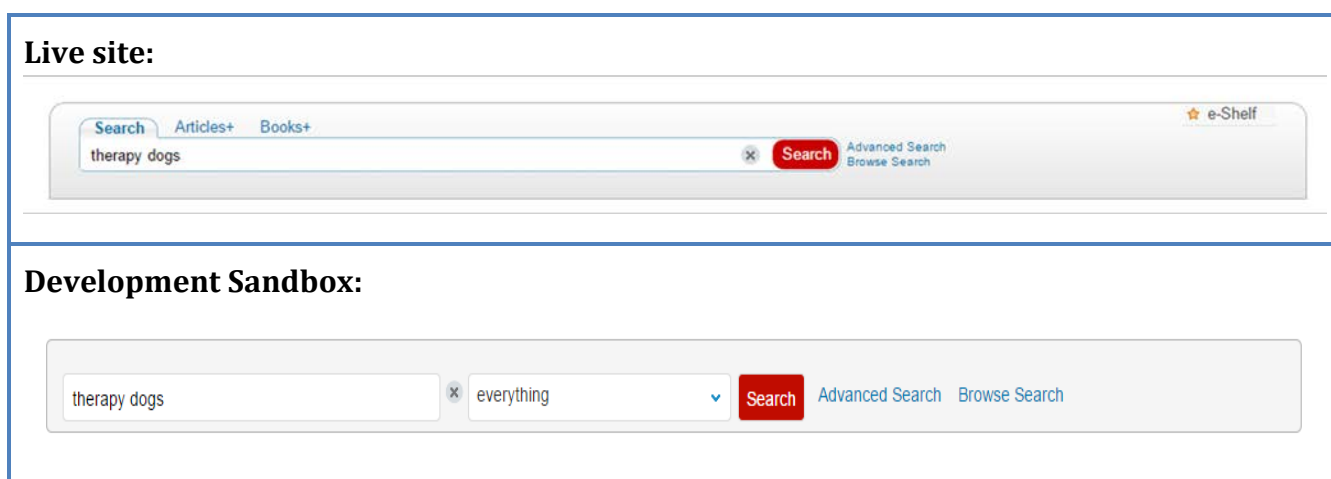 Live site:
☆ e-Shelf
Search Articles+ Books+
therapy dogs x Search Advanced Search
Browse Search
Development Sandbox:
therapy dogs x everything Search Advanced Search Browse Search